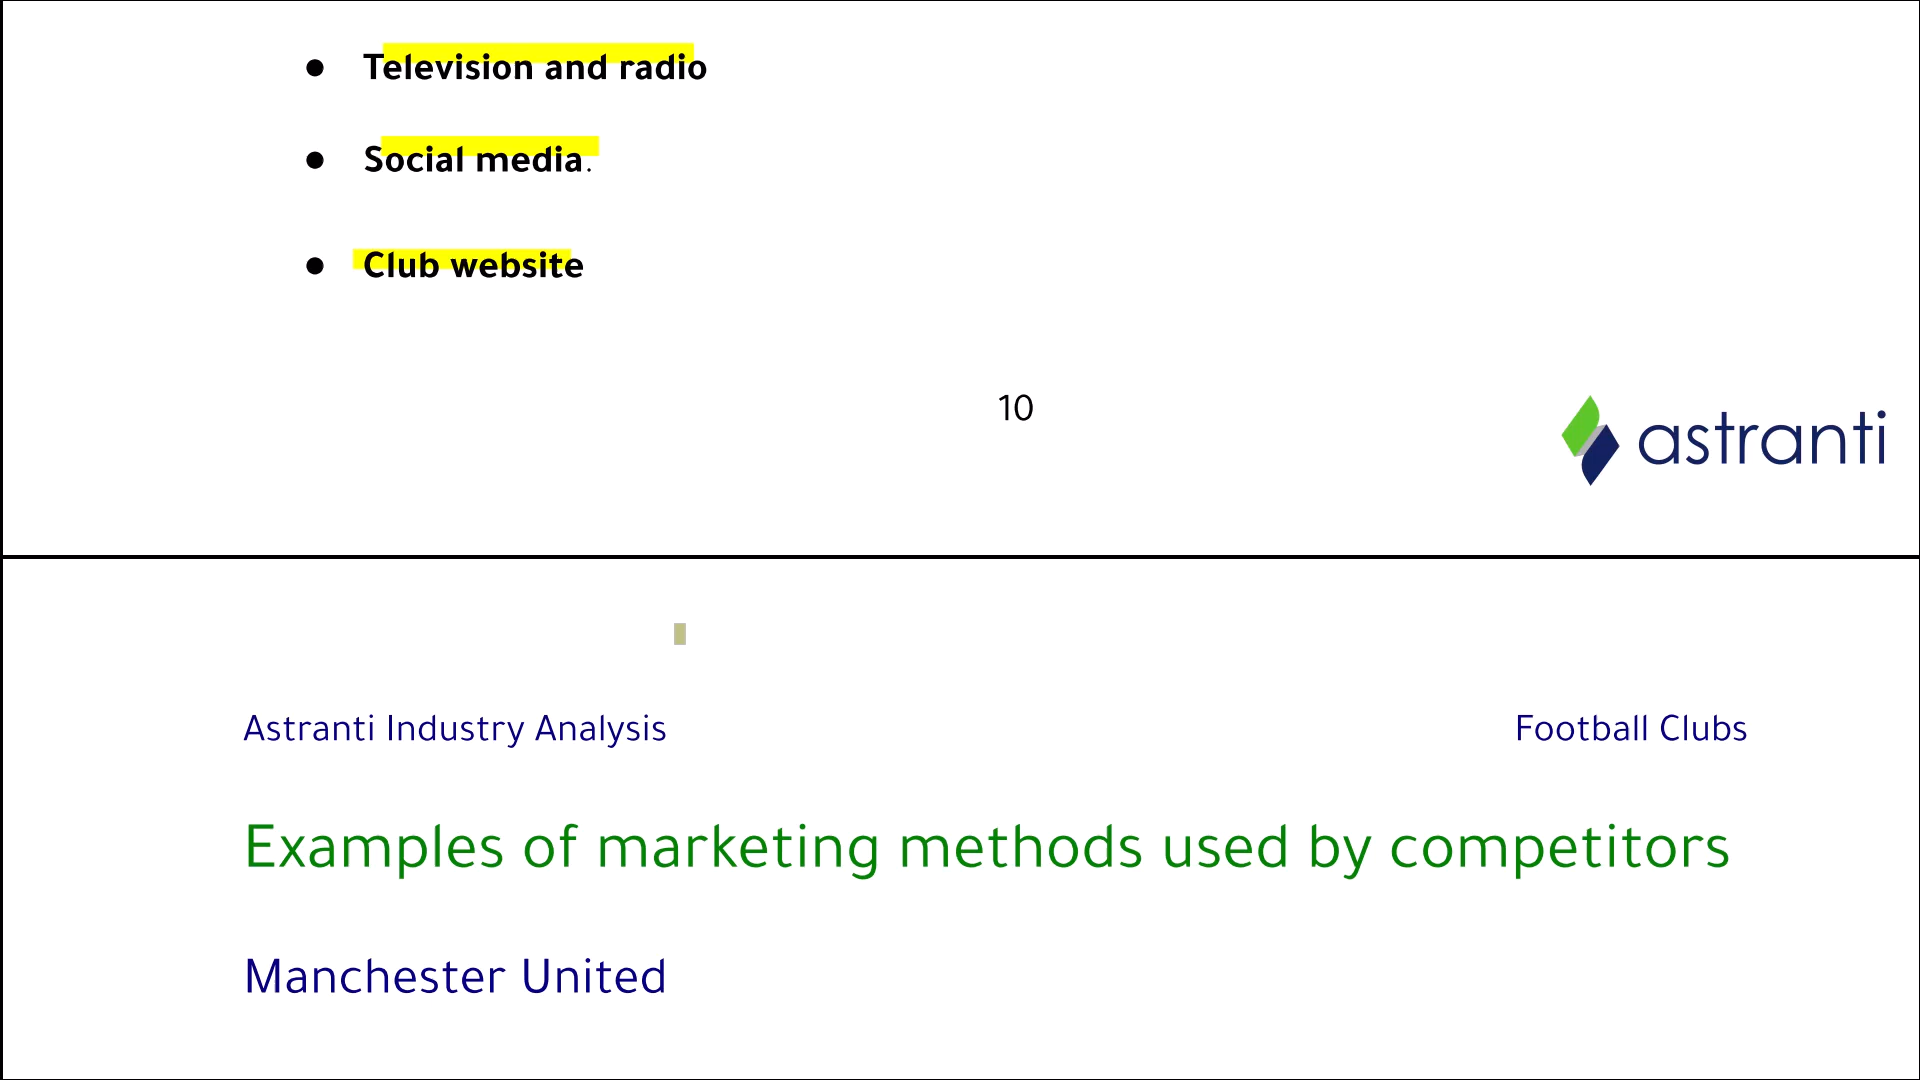 ● Television and radio
● Social media.
● Club website
10
astranti
Astranti Industry Analysis Football Clubs
Examples of marketing methods used by competitors
Manchester United